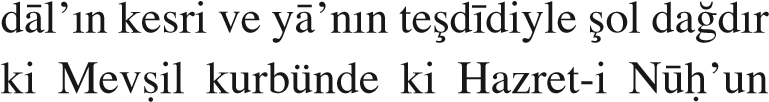 dāl’ın kesri ve yā’nın teşdīdiyle şol dağdır
ki Mevṣil kurbünde ki Hazret-i Nūḥ’un